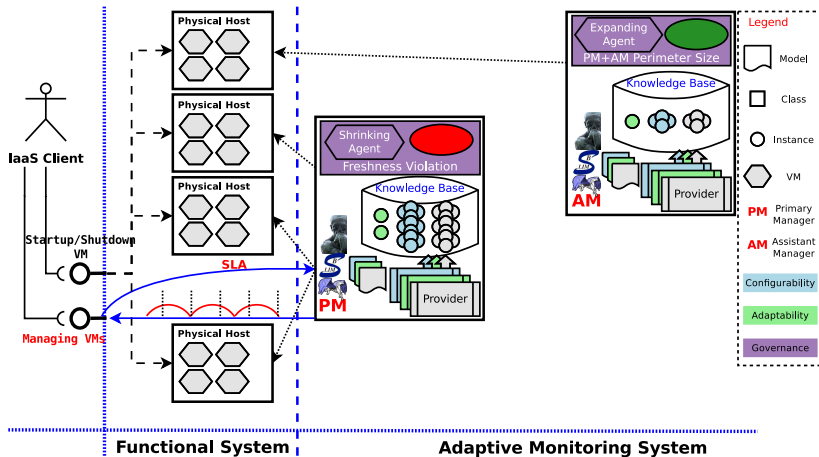 Physical Host
Physical Host
Physical Host
Physical Host
IaaS Client
Startup/Shutdown
VM
Managing VMs
SLA
Shrinking
Agent
Freshness Violation
Knowledge Base
Provider
PM
Expanding
Agent
PM+AM Perimeter Size
Knowledge Base
Provider
AM
Legend
Model
Class
Instance
VM
PM Primary
Manager
AM Assistant
Manager
Configurability
Adaptability
Governance
Functional System
Adaptive Monitoring System